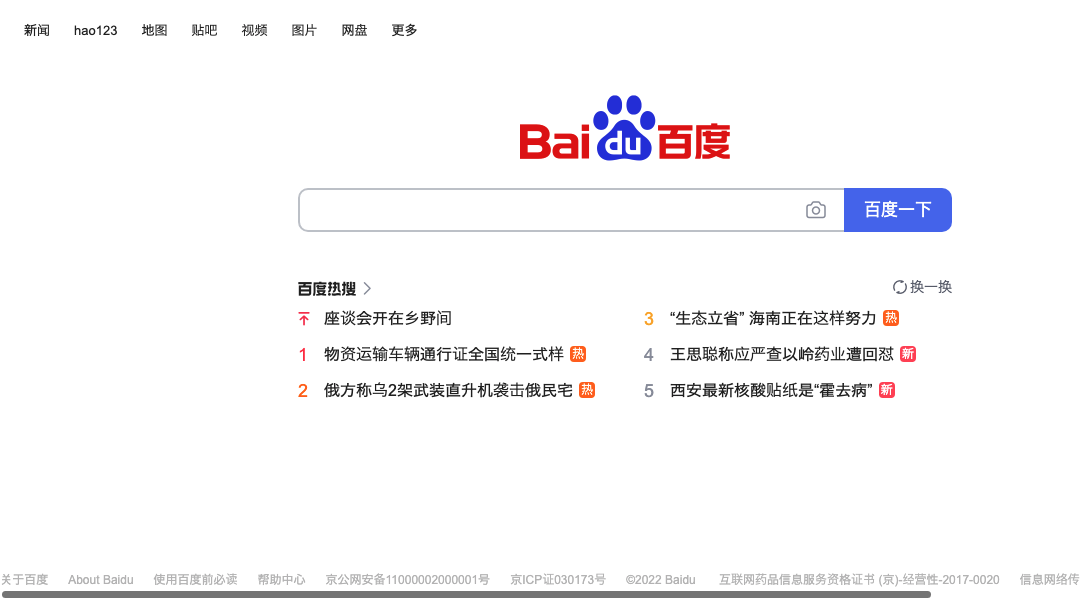 新闻 hao123 地图 贴吧 视频 图片 网盘 更多
Bai du 百度
百度一下
百度热搜
换一换
座谈会开在乡野间
1 物资运输车辆通行证全国统一式样 热
2 俄方称乌2架武装直升机袭击俄民宅 热
3 “生态立省” 海南正在这样努力 热
4 王思聪称应严查以岭药业遭回怼 新
5 西安最新核酸贴纸是“霍去病” 新
关于百度 About Baidu 使用百度前必读 帮助中心 京公网安备11000002000001号 京ICP证030173号 ©2022 Baidu 互联网药品信息服务资格证书 (京)-经营性-2017-0020 信息网络传